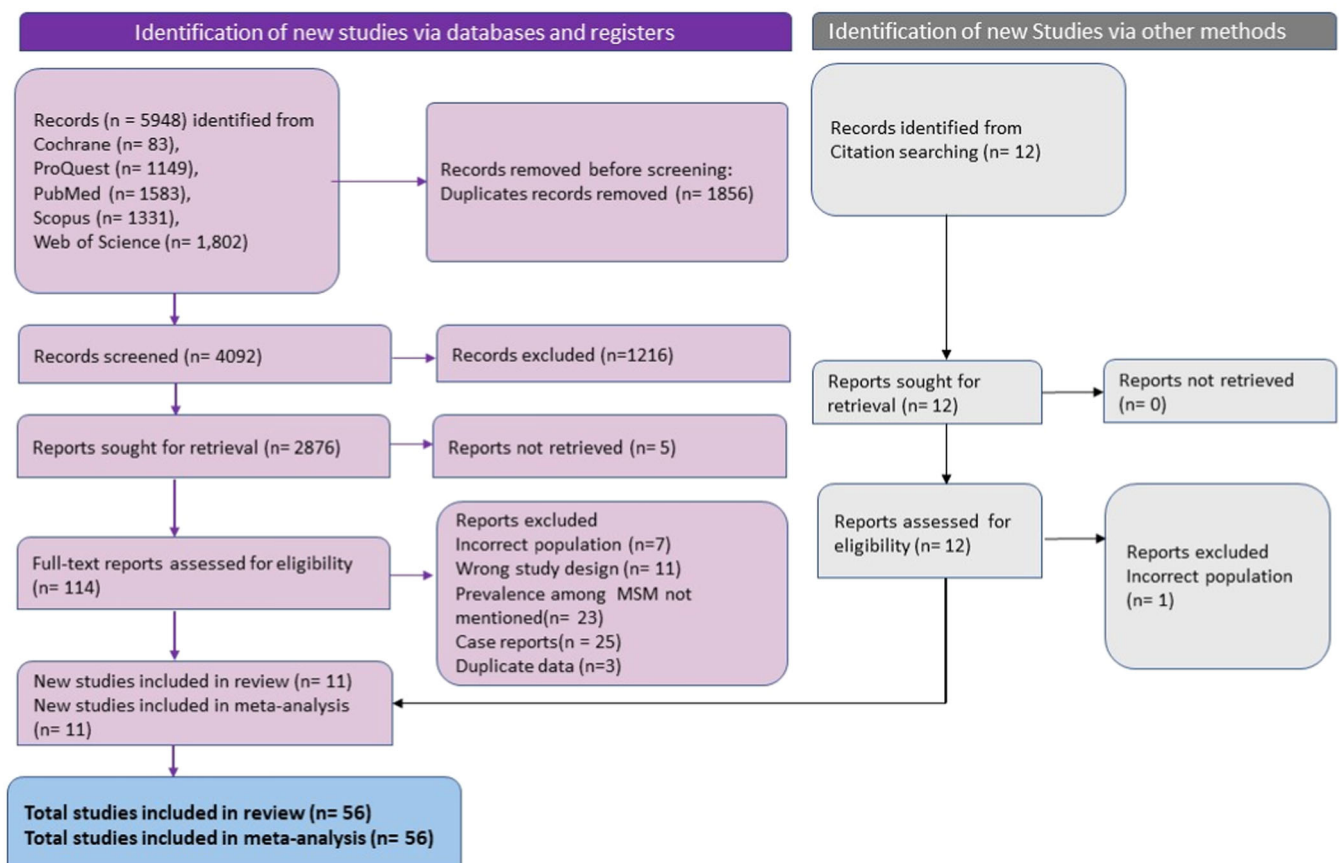 Identification of new studies via databases and registers
Identification of new Studies via other methods
Records (n = 5948) identified from
Cochrane (n= 83),
ProQuest (n= 1149),
PubMed (n= 1583),
Scopus (n= 1331),
Web of Science (n= 1,802)
Records removed before screening:
Duplicates records removed (n= 1856)
Records identified from
Citation searching (n= 12)
Records screened (n= 4092)
Records excluded (n=1216)
Reports sought for
retrieval (n= 12)
Reports not retrieved
(n= 0)
Reports sought for retrieval (n= 2876)
Reports not retrieved (n= 5)
Full-text reports assessed for eligibility
(n= 114)
Reports excluded
Incorrect population (n=7)
Wrong study design (n= 11)
Prevalence among MSM not
mentioned(n= 23)
Case reports(n = 25)
Duplicate data (n=3)
Reports assessed for
eligibility (n= 12)
Reports excluded
Incorrect population
(n= 1)
New studies included in review (n= 11)
New studies included in meta-analysis
(n= 11)
Total studies included in review (n= 56)
Total studies included in meta-analysis (n= 56)